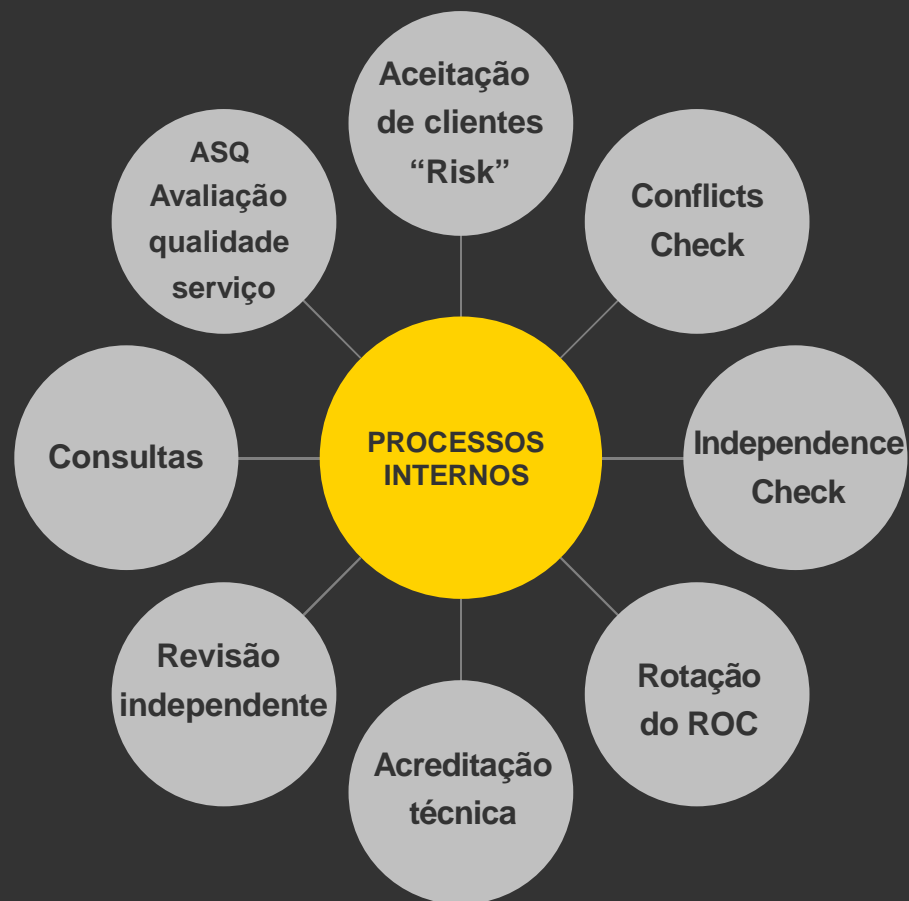 Aceitação
de clientes
“Risk”
Conflicts
Check
Independence
Check
Rotação
do ROC
Acreditação
técnica
Revisão
independente
Consultas
ASQ
Avaliação
qualidade
serviço
PROCESSOS
INTERNOS